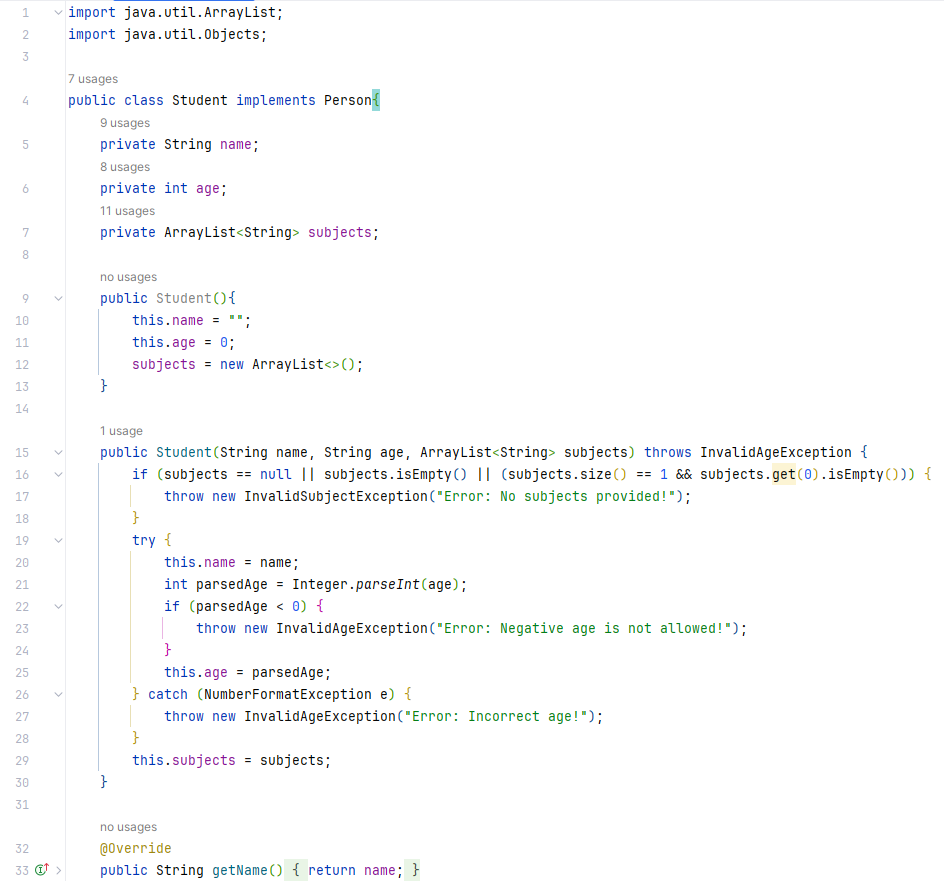 1 import java.util.ArrayList;
2 import java.util.Objects;
3
7 usages
4 public class Student implements Person{
9 usages
5 private String name;
8 usages
6 private int age;
11 usages
7 private ArrayList<String> subjects;
8
no usages
9 public Student(){
10 this.name = "";
11 this.age = 0;
12 subjects = new ArrayList<>();
13 }
14
1 usage
15 public Student(String name, String age, ArrayList<String> subjects) throws InvalidAgeException {
16 if (subjects == null || subjects.isEmpty() || (subjects.size() == 1 && subjects.get(0).isEmpty())) {
17 throw new InvalidSubjectException("Error: No subjects provided!");
18 }
19 try {
20 this.name = name;
21 int parsedAge = Integer.parseInt(age);
22 if (parsedAge < 0) {
23 throw new InvalidAgeException("Error: Negative age is not allowed!");
24 }
25 this.age = parsedAge;
26 } catch (NumberFormatException e) {
27 throw new InvalidAgeException("Error: Incorrect age!");
28 }
29 this.subjects = subjects;
30 }
31
no usages
32 @Override
33 public String getName() { return name; }